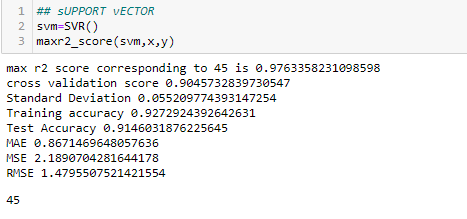 1 ## sUPPORT vECTOR
2 svm=SVR()
3 maxr2_score(svm,x,y)
max r2 score corresponding to 45 is 0.9763358231098598
cross validation score 0.9045732839730547
Standard Deviation 0.055209774393147254
Training accuracy 0.9272924392642631
Test Accuracy 0.9146031876225645
MAE 0.8671469648057636
MSE 2.1890704281644178
RMSE 1.4795507521421554
45